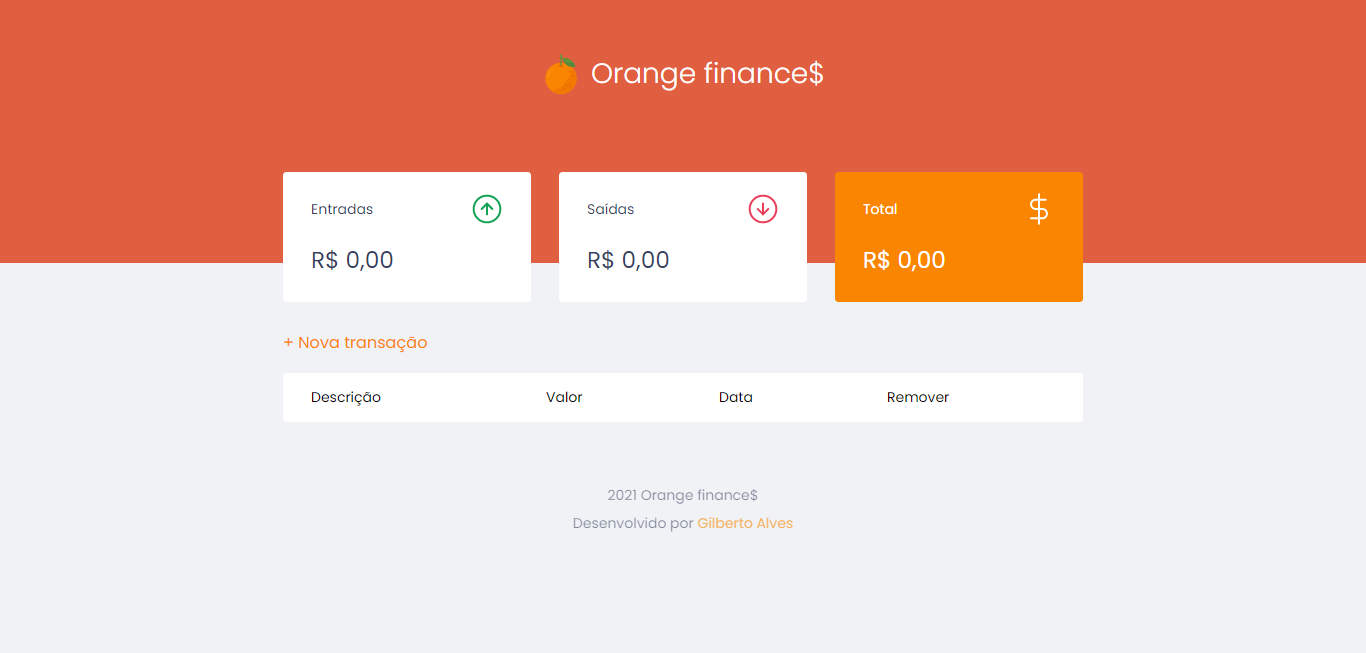 Orange finance$
Entradas
R$ 0,00
Saídas
R$ 0,00
Total
$
R$ 0,00
+ Nova transação
Descrição Valor Data Remover
2021 Orange finance$
Desenvolvido por Gilberto Alves